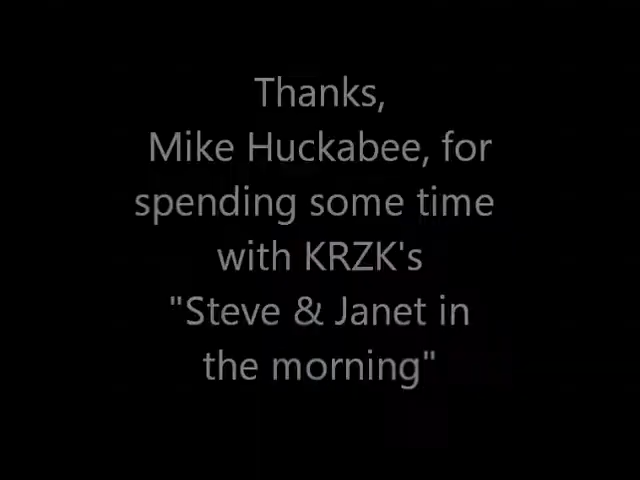 Thanks,
Mike Huckabee, for
spending some time
with KRZK's
"Steve & Janet in
the morning"